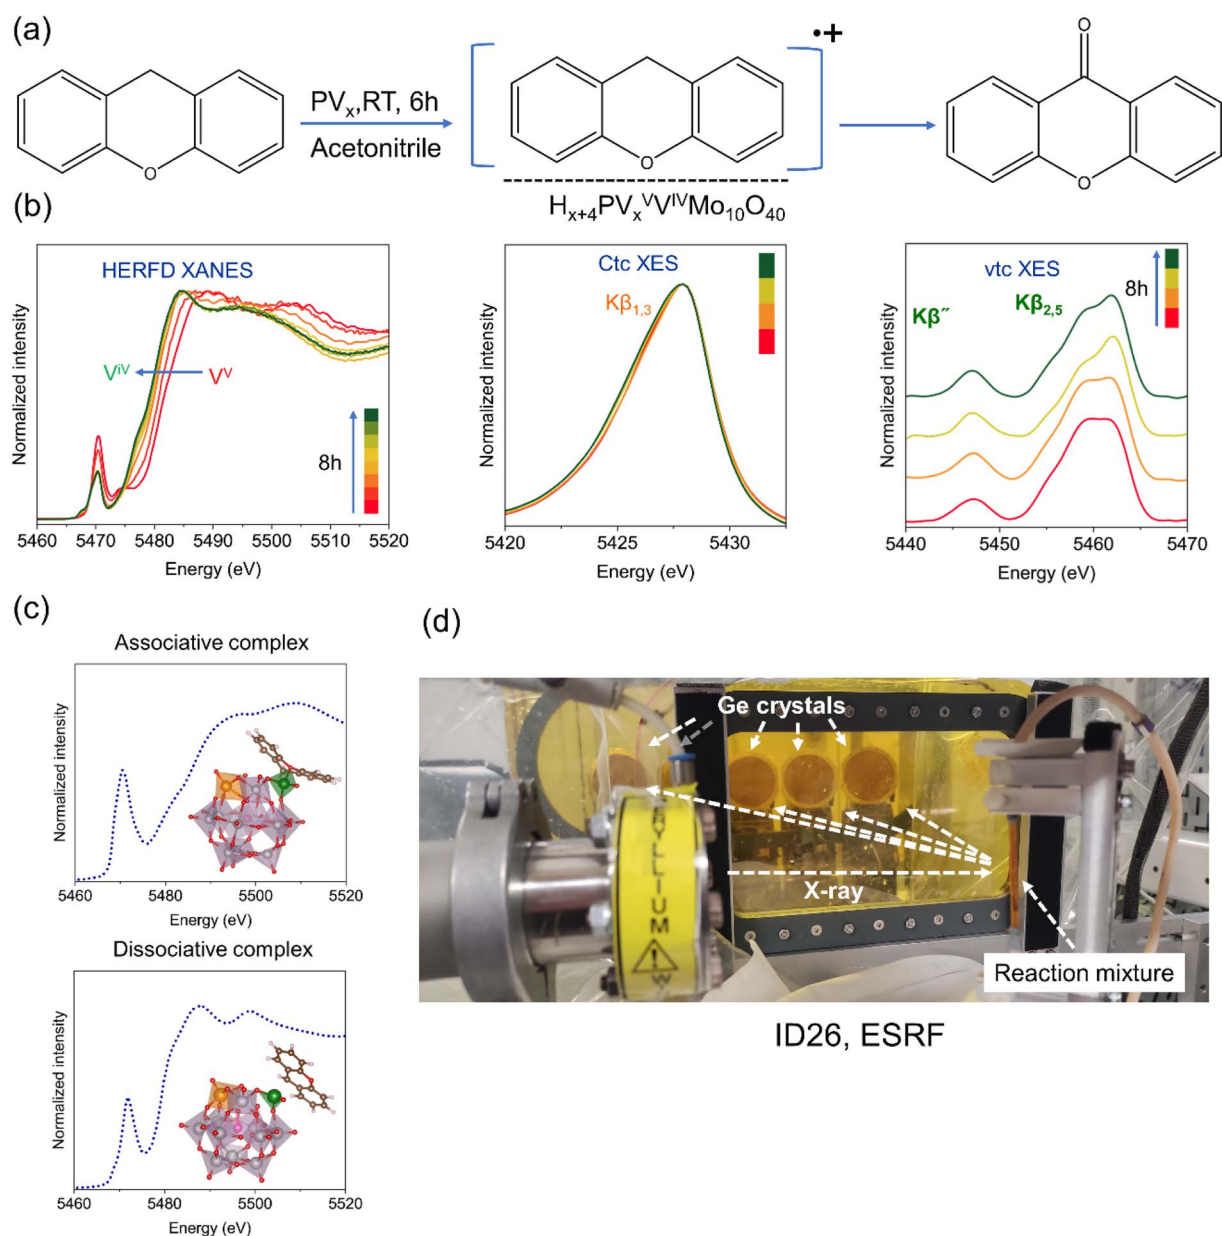 (a)
O
O
O
O
PVₓ,RT, 6h
Acetonitrile
•+
Hₓ₊₄PVₓⱽVᴵⱽMo₁₀O₄₀
(b)
HERFD XANES
Vⁱⱽ
Vⱽ
8h
Normalized intensity
5460 5470 5480 5490 5500 5510 5520
Energy (eV)
Ctc XES
Kβ₁,₃
Normalized intensity
5420 5425 5430
Energy (eV)
vtc XES
Kβ″
Kβ₂,₅
8h
Normalized intensity
5440 5450 5460 5470
Energy (eV)
(c)
Associative complex
Normalized intensity
5460 5480 5500 5520
Energy (eV)
Dissociative complex
Normalized intensity
5460 5480 5500 5520
Energy (eV)
(d)
Ge crystals
X-ray
Reaction mixture
YLLIUM
W
ID26, ESRF